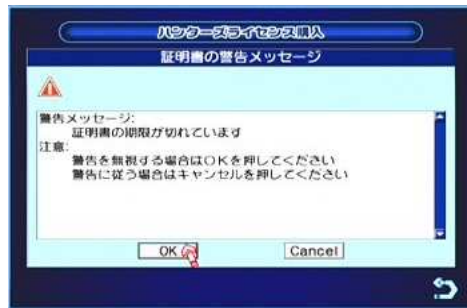 ハンターズライセンス購入
証明書の警告メッセージ
警告メッセージ:
証明書の期限が切れています
注意:
警告を無視する場合はOKを押してください
警告に従う場合はキャンセルを押してください
OK
Cancel